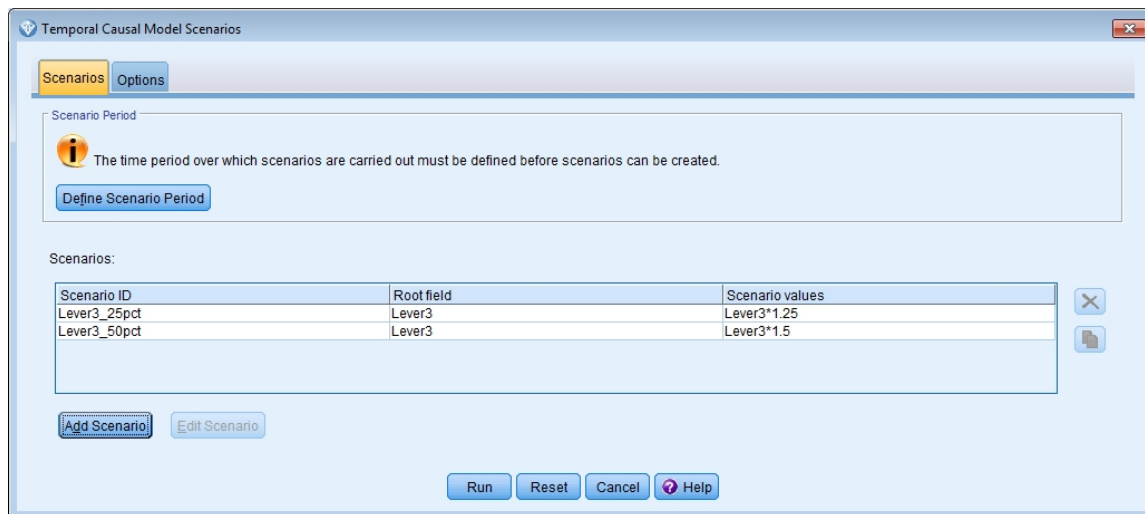 Temporal Causal Model Scenarios
Scenarios Options
Scenario Period
The time period over which scenarios are carried out must be defined before scenarios can be created.
Define Scenario Period
Scenarios:
Scenario ID Root field Scenario values
Lever3_25pct Lever3 Lever3*1.25
Lever3_50pct Lever3 Lever3*1.5
Add Scenario Edit Scenario
Run Reset Cancel Help